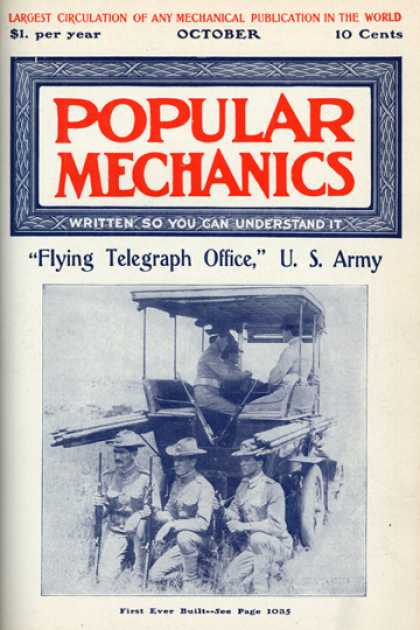 LARGEST CIRCULATION OF ANY MECHANICAL PUBLICATION IN THE WORLD
$1. per year OCTOBER 10 Cents
POPULAR
MECHANICS
WRITTEN SO YOU CAN UNDERSTAND IT
"Flying Telegraph Office," U. S. Army
First Ever Built--See Page 1035